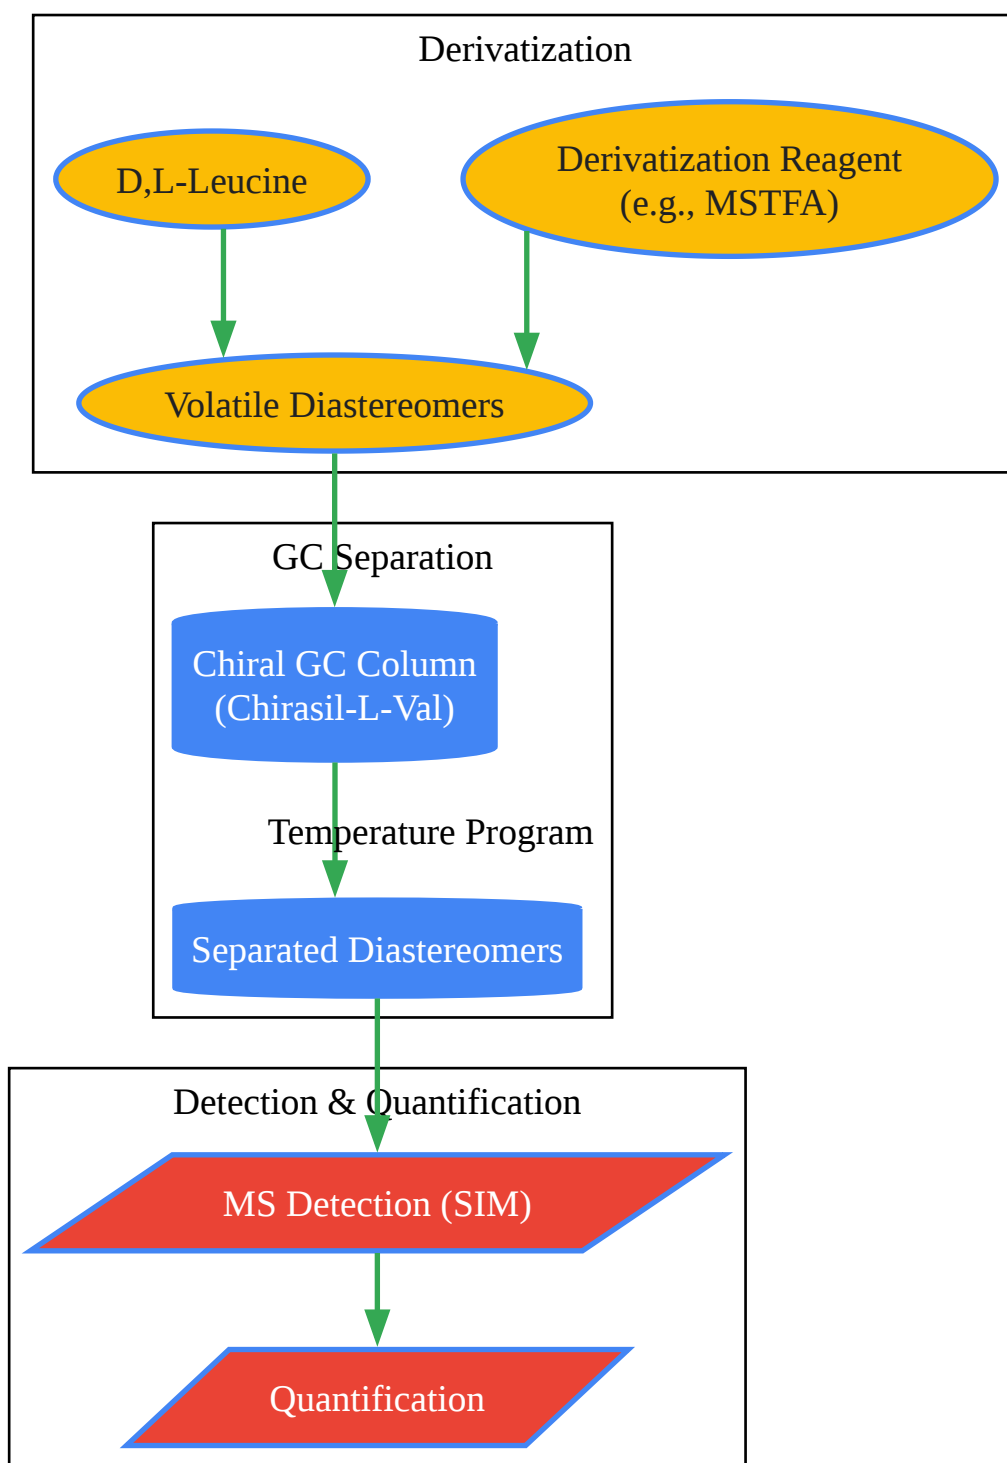 Derivatization
D,L-Leucine
Derivatization Reagent
(e.g., MSTFA)
Volatile Diastereomers
GC Separation
Chiral GC Column
(Chirasil-L-Val)
Temperature Program
Separated Diastereomers
Detection & Quantification
MS Detection (SIM)
Quantification